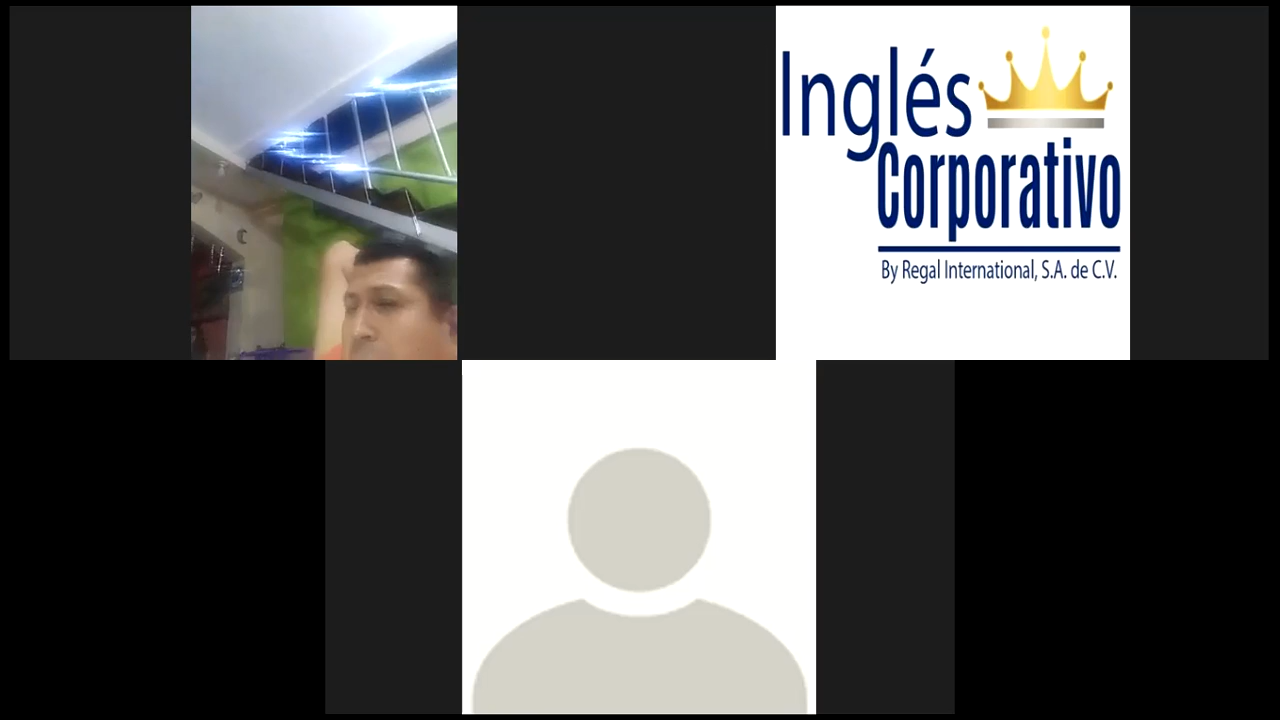 Inglés
Corporativo
By Regal International, S.A. de C.V.